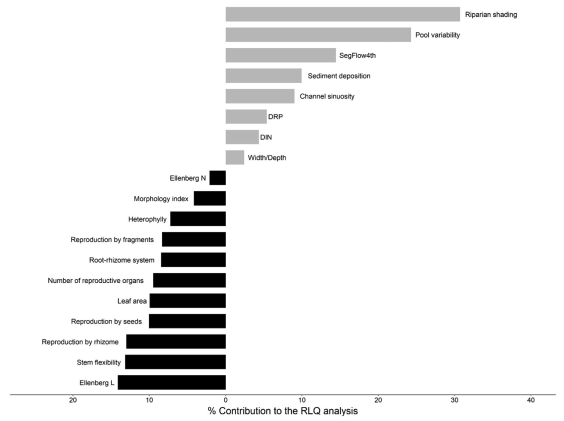 Riparian shading
Pool variability
SegFlow4th
Sediment deposition
Channel sinuosity
DRP
DIN
Width/Depth
Ellenberg N
Morphology index
Heterophylly
Reproduction by fragments
Root-rhizome system
Number of reproductive organs
Leaf area
Reproduction by seeds
Reproduction by rhizome
Stem flexibility
Ellenberg L
20 10 0 10 20 30 40
% Contribution to the RLQ analysis